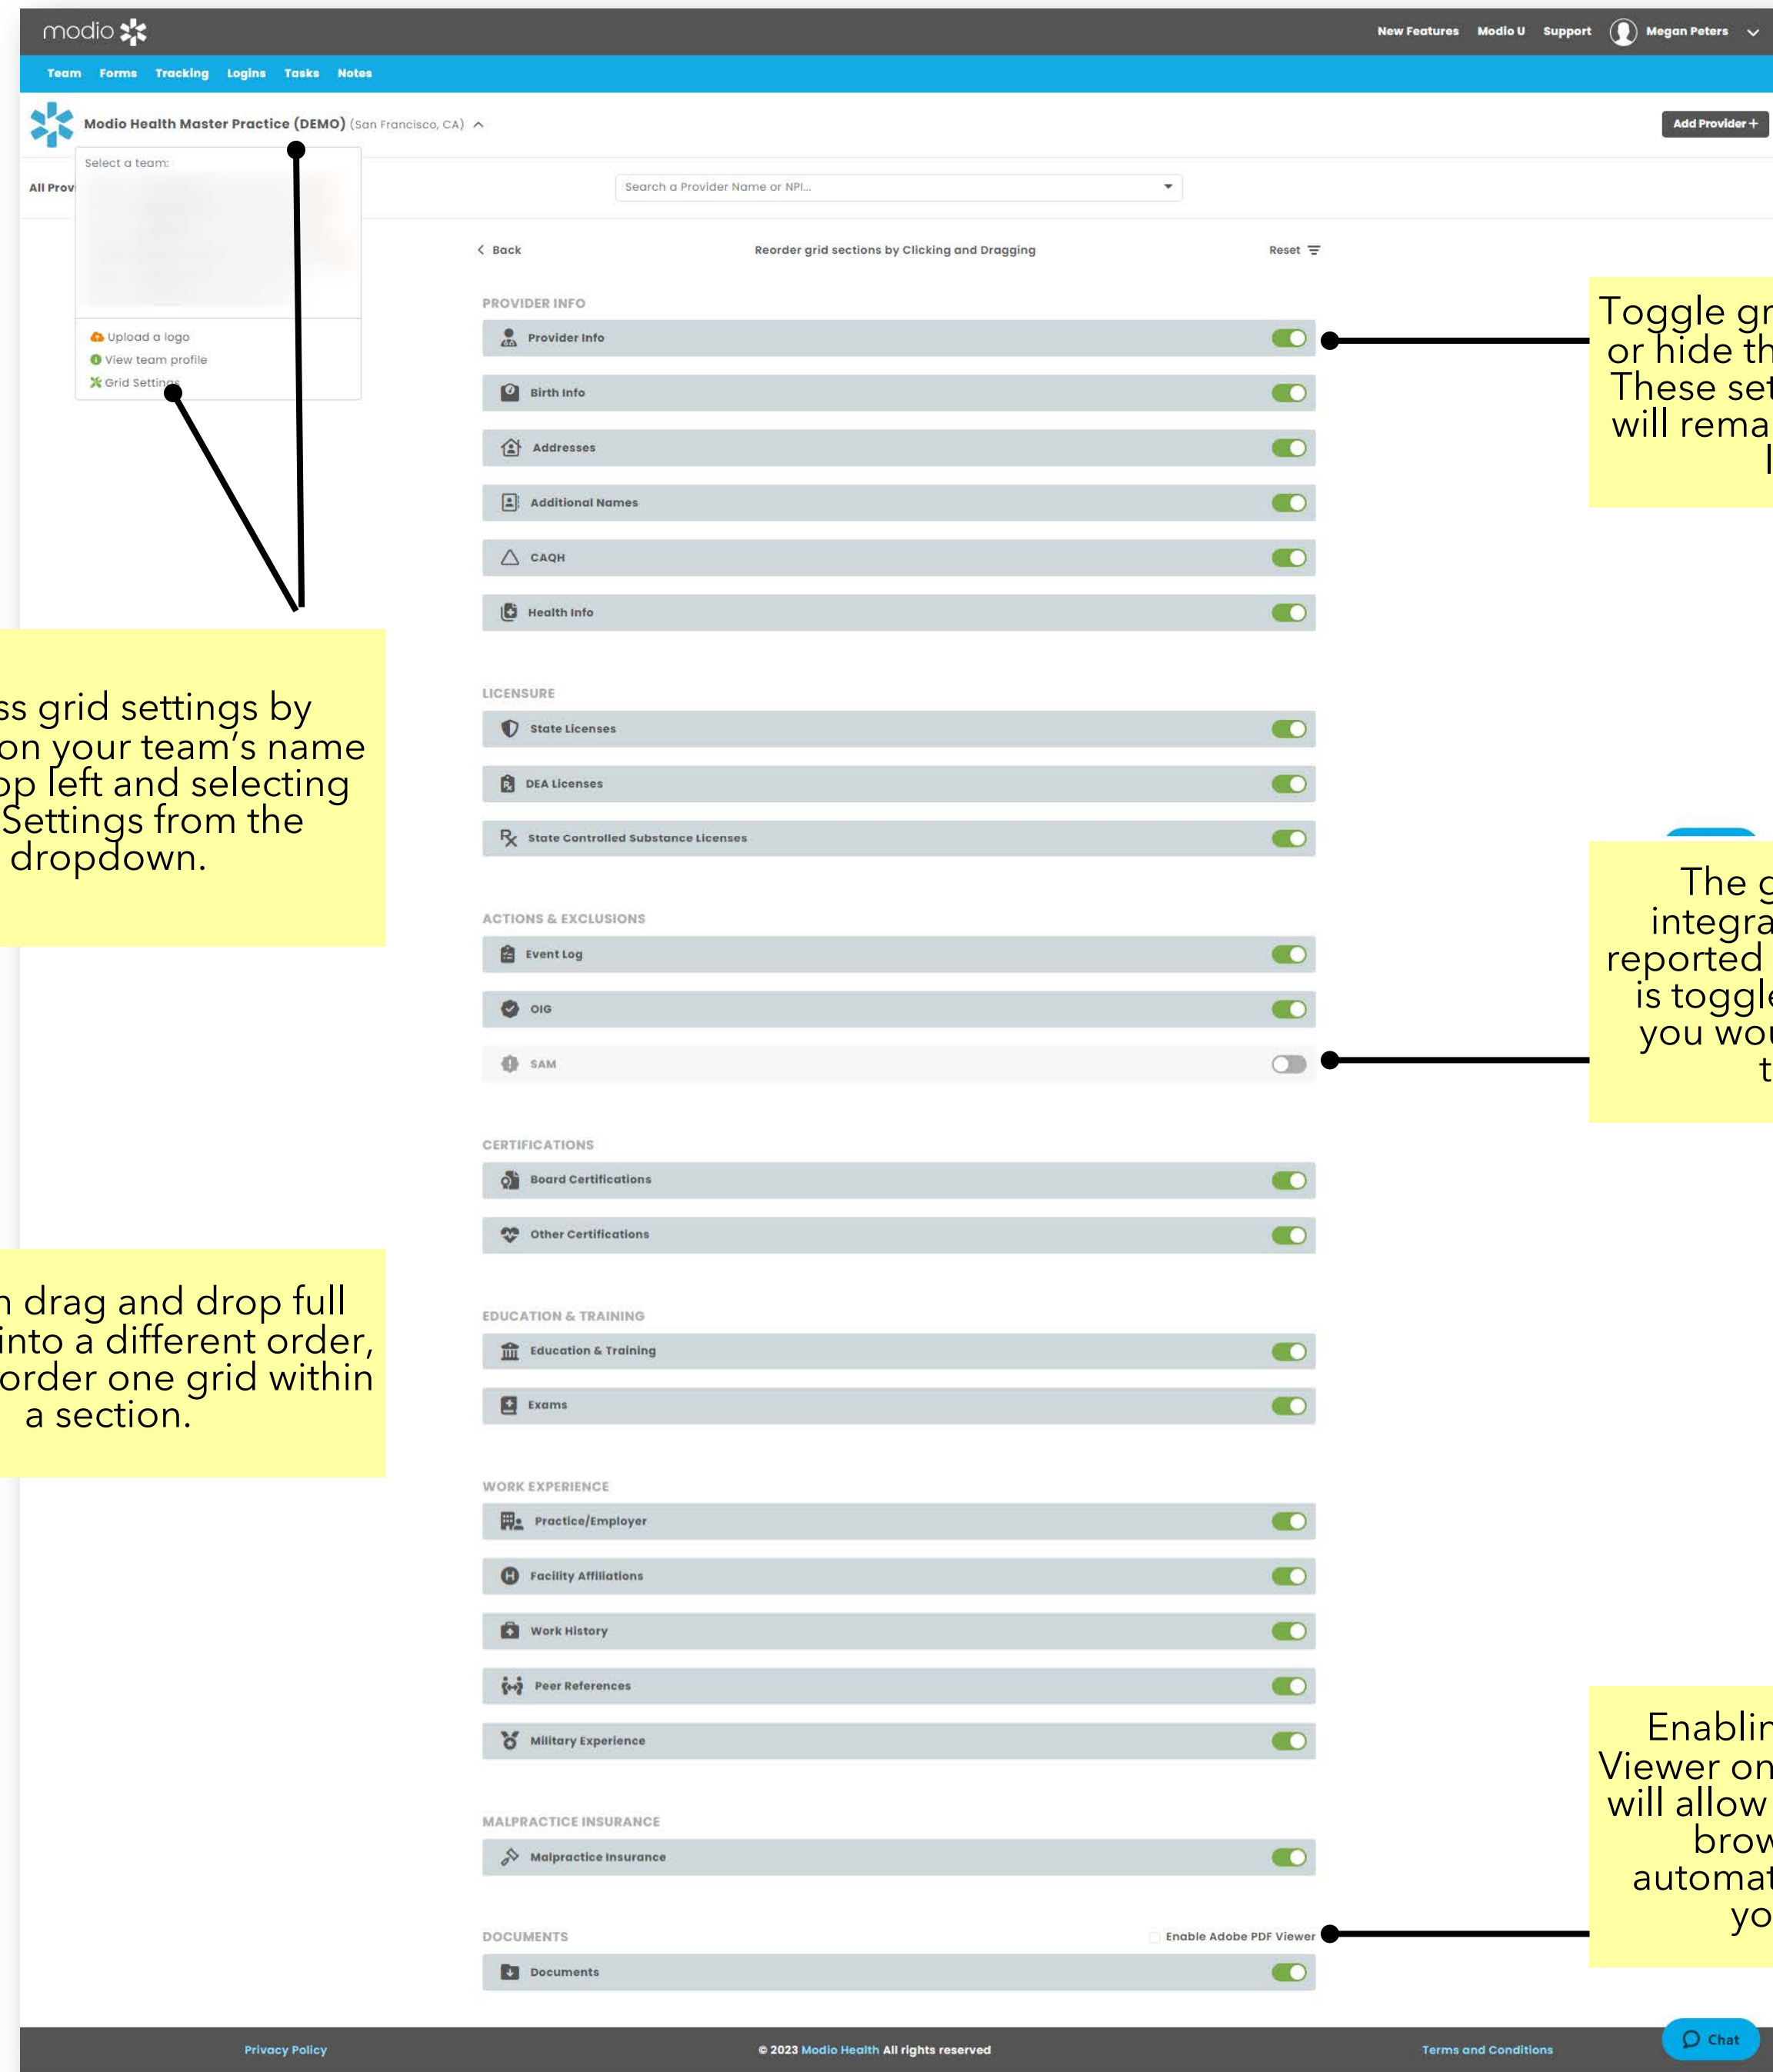 modio
New Features Modio U Support Megan Peters
Team Forms Tracking Logins Tasks Notes
Modio Health Master Practice (DEMO) (San Francisco, CA)
Add Provider +
Select a team:
All Prov
Search a Provider Name or NPI...
Upload a logo
View team profile
Grid Settings
Back
Reorder grid sections by Clicking and Dragging
Reset
PROVIDER INFO
Provider Info
Birth Info
Addresses
Additional Names
CAQH
Health Info
LICENSURE
State Licenses
DEA Licenses
State Controlled Substance Licenses
ACTIONS & EXCLUSIONS
Event Log
OIG
SAM
CERTIFICATIONS
Board Certifications
Other Certifications
EDUCATION & TRAINING
Education & Training
Exams
WORK EXPERIENCE
Practice/Employer
Facility Affiliations
Work History
Peer References
Military Experience
MALPRACTICE INSURANCE
Malpractice Insurance
DOCUMENTS
Enable Adobe PDF Viewer
Documents
ss grid settings by
on your team's name
op left and selecting
Settings from the
dropdown.
n drag and drop full
into a different order,
order one grid within
a section.
Toggle gr
or hide th
These set
will rema
l
The g
integra
reported
is toggle
you wou
t
Enablin
Viewer on
will allow
brow
automat
yo
Privacy Policy
© 2023 Modio Health All rights reserved
Terms and Conditions
Chat